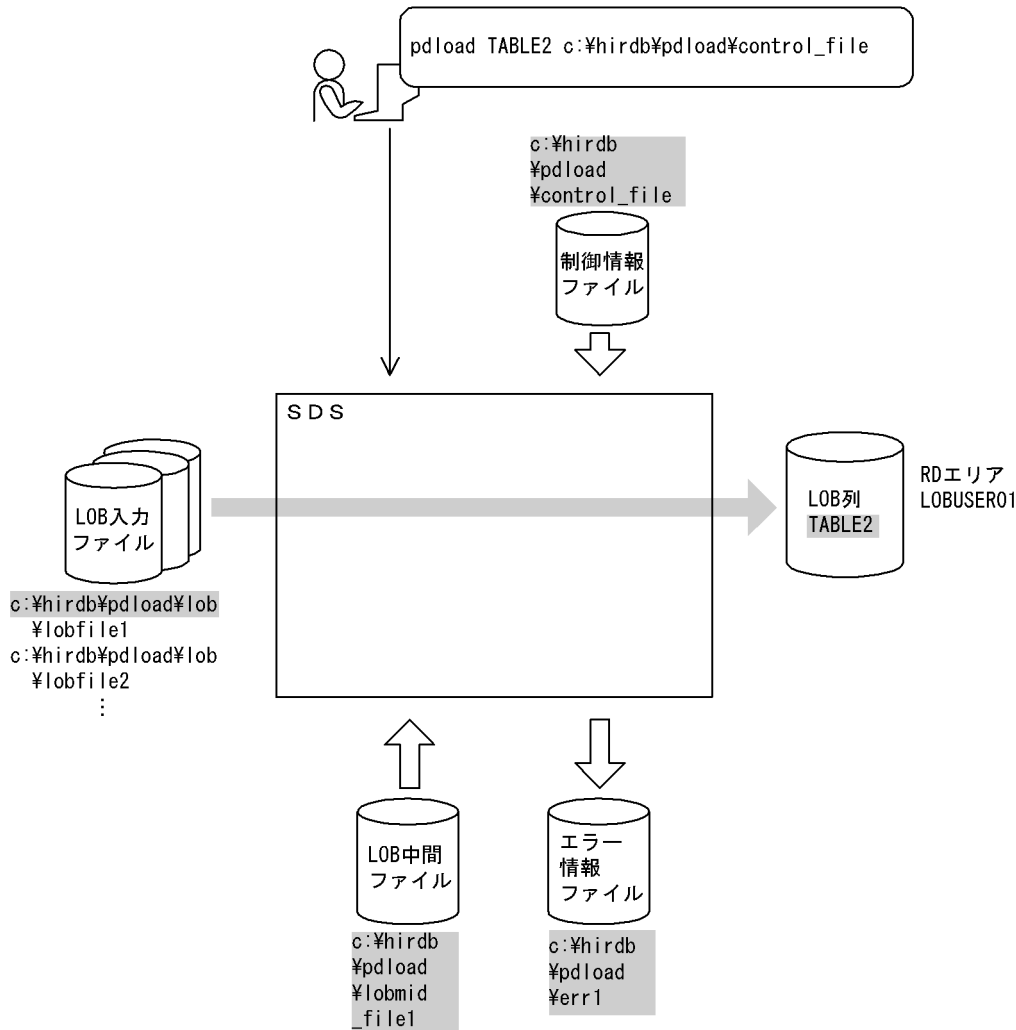 pdload TABLE2 c:¥hirdb¥pdload¥control_file
c:¥hirdb
¥pdload
¥control_file
制御情報
ファイル
ＳＤＳ
LOB入力
ファイル
c:¥hirdb¥pdload¥lob
¥lobfile1
c:¥hirdb¥pdload¥lob
¥lobfile2
⋮
LOB列
TABLE2
RDエリア
LOBUSER01
LOB中間
ファイル
c:¥hirdb
¥pdload
¥lobmid
_file1
エラー
情報
ファイル
c:¥hirdb
¥pdload
¥err1